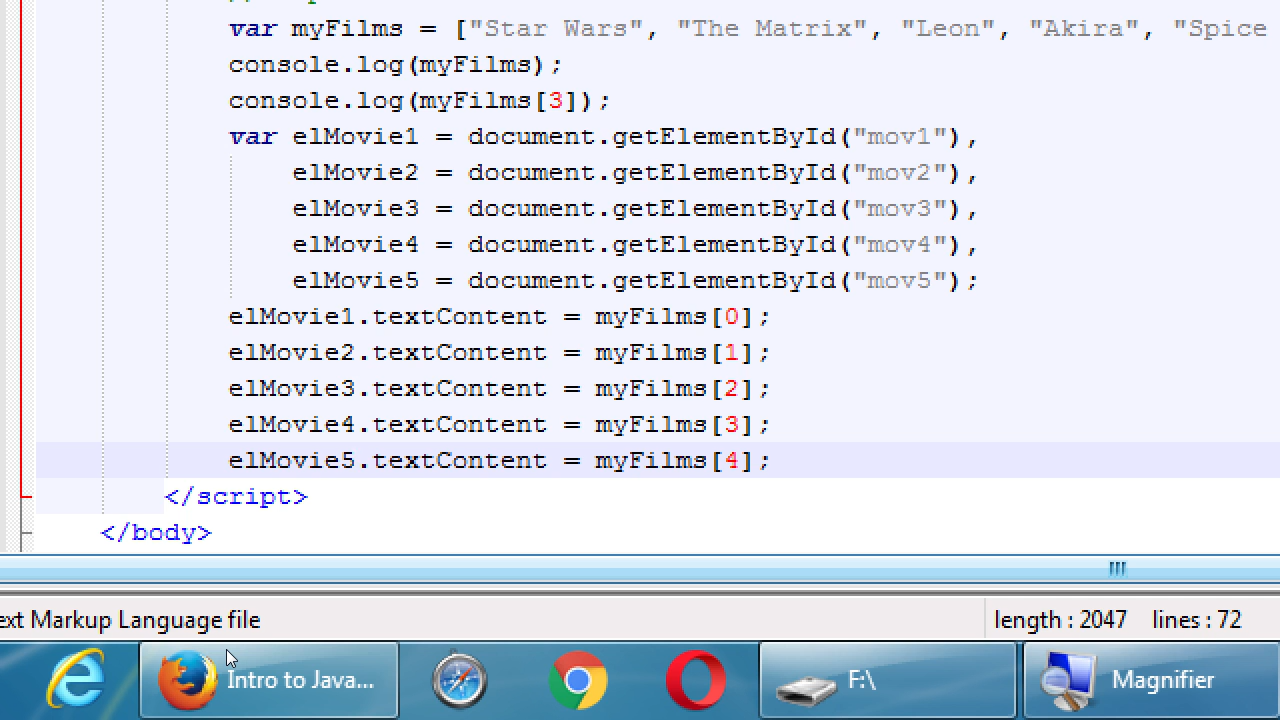 var myFilms = ["Star Wars", "The Matrix", "Leon", "Akira", "Spice
console.log(myFilms);
console.log(myFilms[3]);
var elMovie1 = document.getElementById("mov1"),
elMovie2 = document.getElementById("mov2"),
elMovie3 = document.getElementById("mov3"),
elMovie4 = document.getElementById("mov4"),
elMovie5 = document.getElementById("mov5");
elMovie1.textContent = myFilms[0];
elMovie2.textContent = myFilms[1];
elMovie3.textContent = myFilms[2];
elMovie4.textContent = myFilms[3];
elMovie5.textContent = myFilms[4];
</script>
</body>
ext Markup Language file length : 2047 lines : 72
Intro to Java... F:\ Magnifier